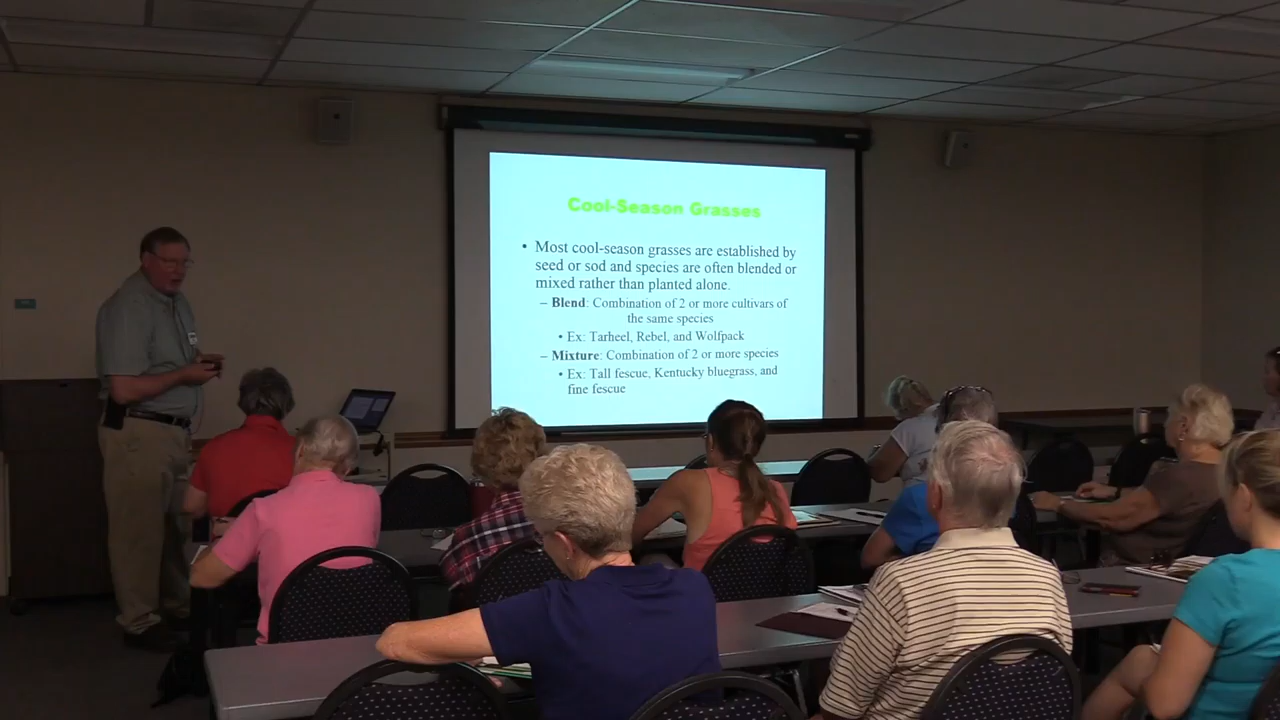 Cool-Season Grasses
• Most cool-season grasses are established by
seed or sod and species are often blended or
mixed rather than planted alone.
– Blend: Combination of 2 or more cultivars of
the same species
• Ex: Tarheel, Rebel, and Wolfpack
– Mixture: Combination of 2 or more species
• Ex: Tall fescue, Kentucky bluegrass, and
fine fescue